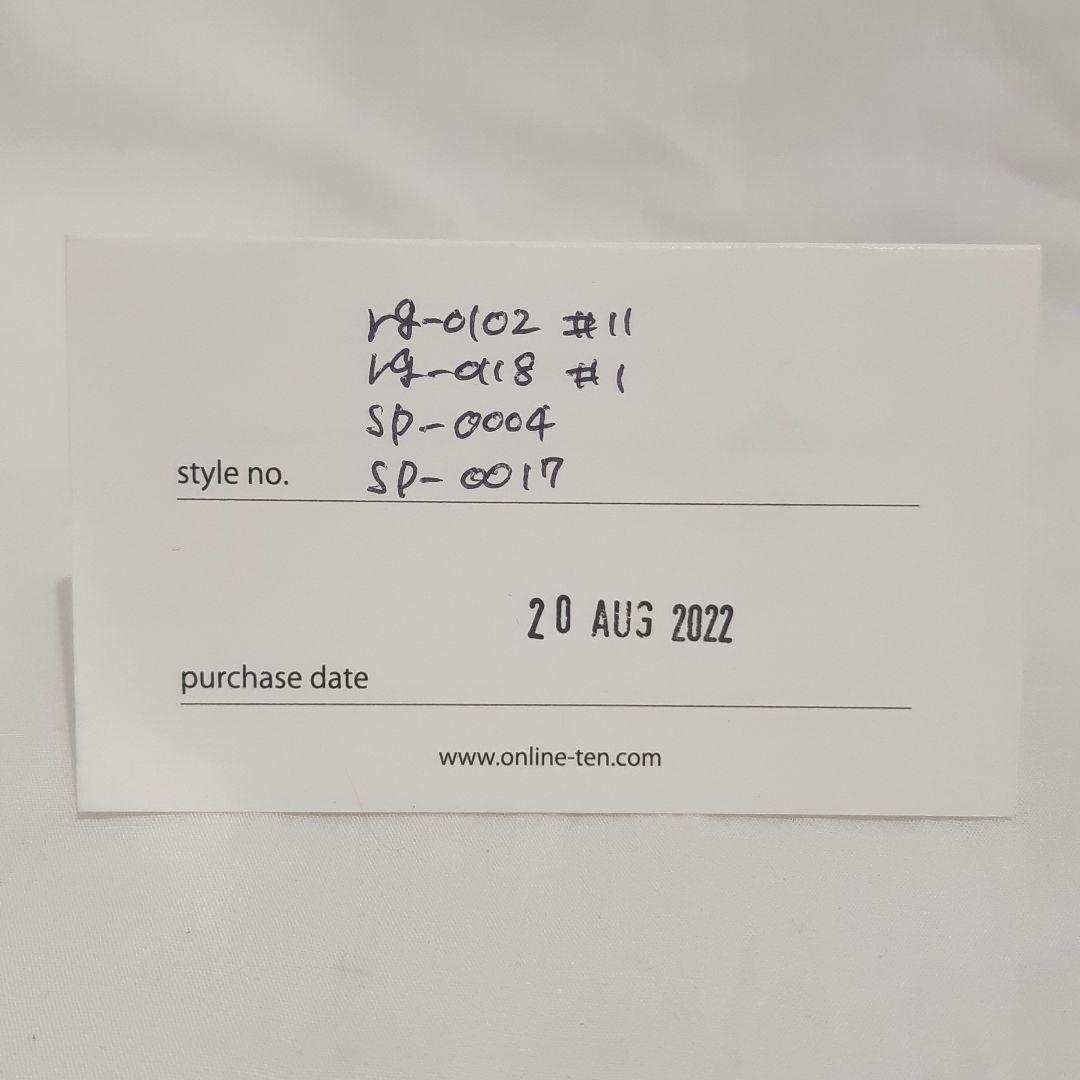 rg-0102 #11
rg-0118 #1
SP-0004
style no. SP-0017
20 AUG 2022
purchase date
www.online-ten.com